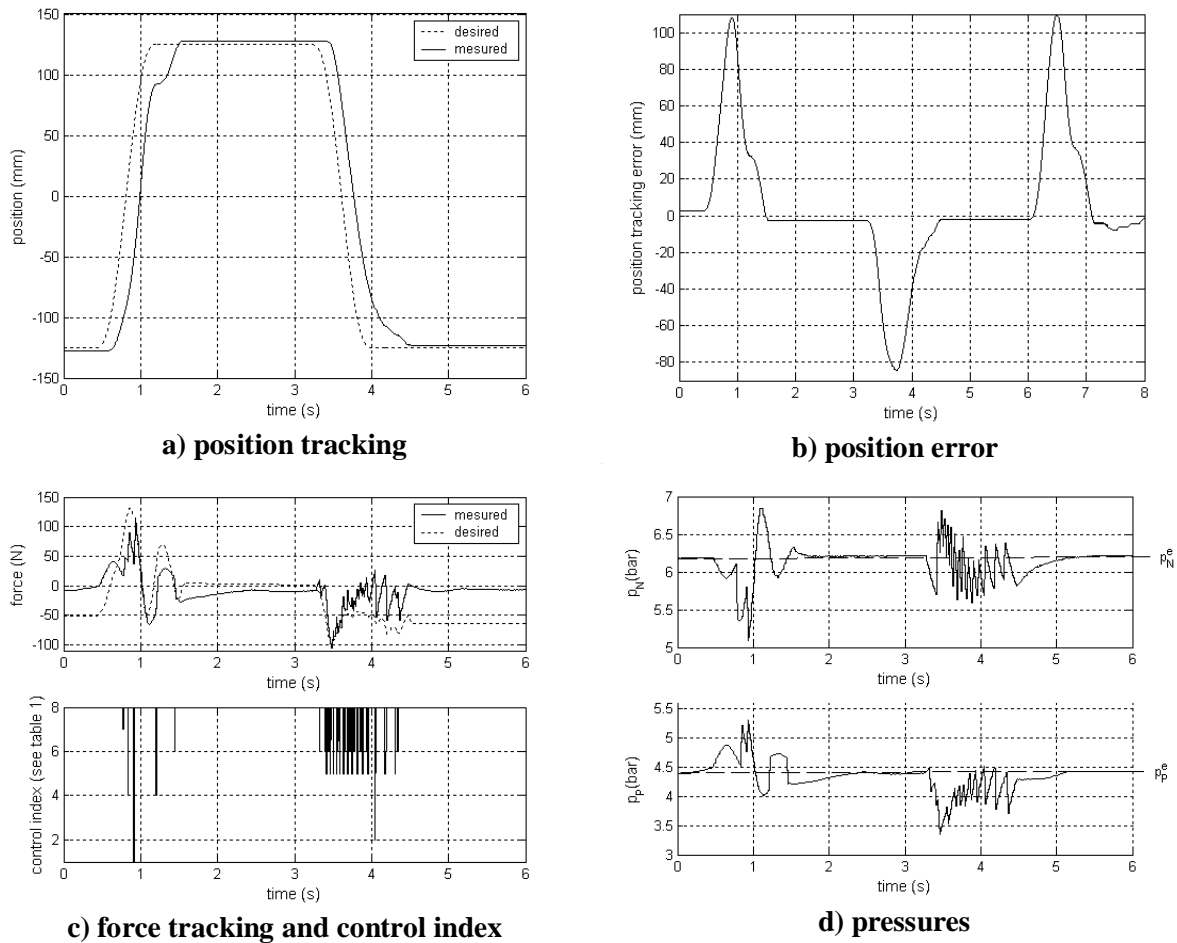 150
100
50
0
-50
-100
-150
position (mm)
desired
mesured
0 1 2 3 4 5 6
time (s)
a) position tracking
100
80
60
40
20
0
-20
-40
-60
-80
position tracking error (mm)
0 1 2 3 4 5 6 7 8
time (s)
b) position error
150
100
50
0
-50
-100
force (N)
mesured
desired
0 1 2 3 4 5 6
time (s)
8
6
4
2
control index (see table 1)
0 1 2 3 4 5 6
time (s)
c) force tracking and control index
7
6.5
6
5.5
5
p_N(bar)
p_N^e
0 1 2 3 4 5 6
time (s)
5.5
5
4.5
4
3.5
3
p_P(bar)
p_P^e
0 1 2 3 4 5 6
time (s)
d) pressures